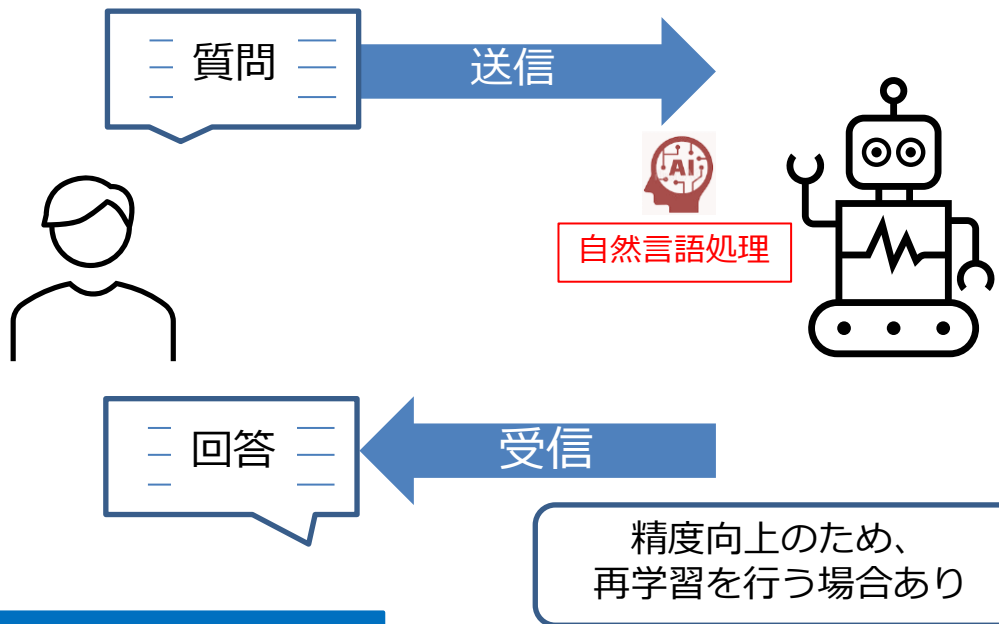 質問
送信
AI
自然言語処理
回答
受信
精度向上のため、
再学習を行う場合あり